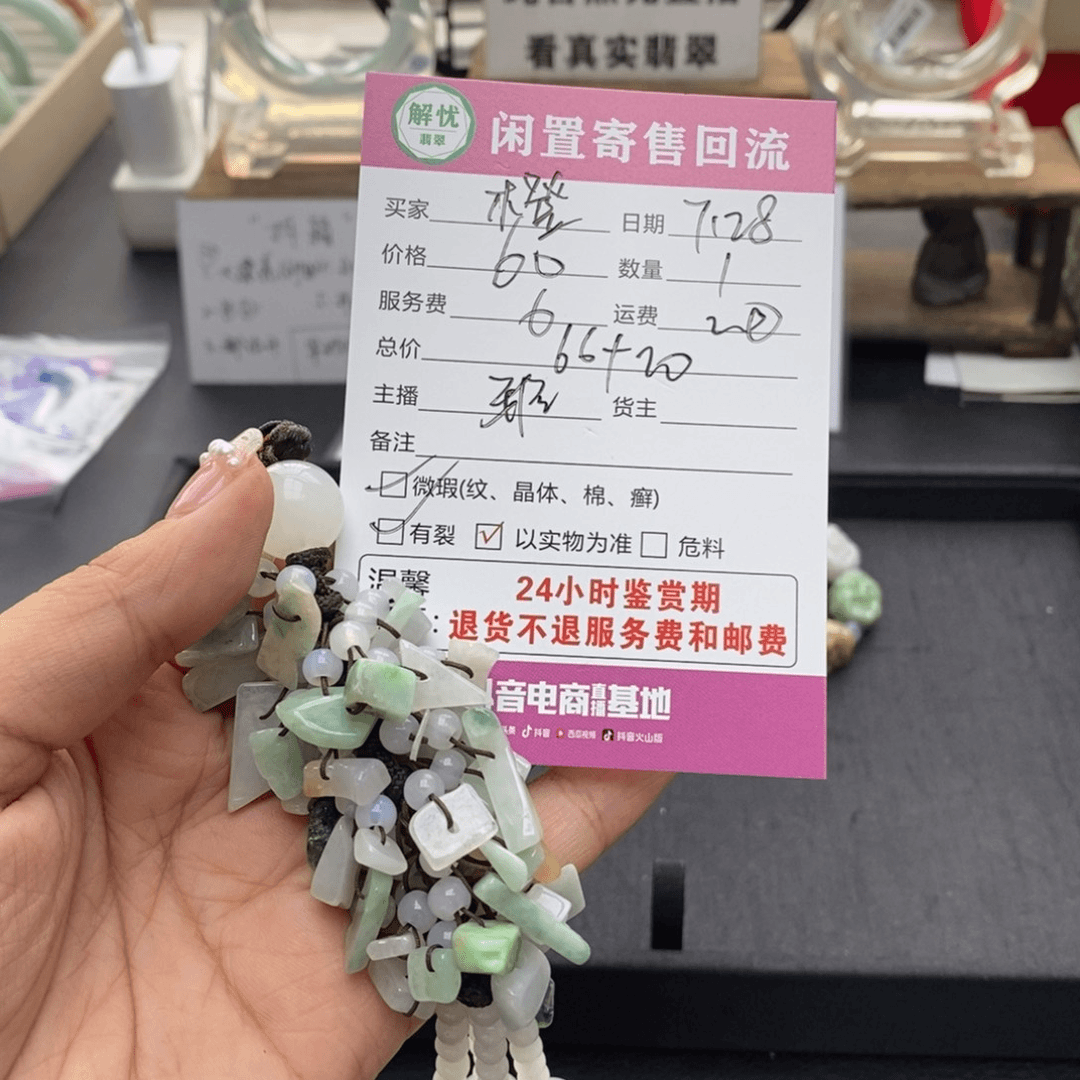 看真实翡翠
解忧
翡翠
闲置寄售回流
买家 木橙 日期 7.28
价格 60 数量 1
服务费 6 运费 20
总价 66+20
主播 货主
备注
微瑕(纹、晶体、棉、癣)
有裂 以实物为准 危料
温馨
: 24小时鉴赏期
退货不退服务费和邮费
音电商直播基地
抖音 西瓜视频 抖音火山版